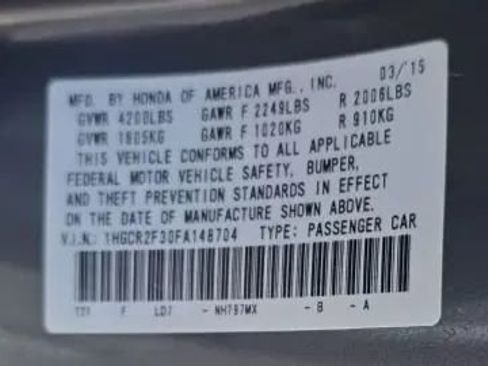 MFD. BY HONDA OF AMERICA MFG., INC. 03/15
GVWR 4200LBS GAWR F 2249LBS R 2006LBS
GVWR 1905KG GAWR F 1020KG R 910KG
THIS VEHICLE CONFORMS TO ALL APPLICABLE
FEDERAL MOTOR VEHICLE SAFETY, BUMPER,
AND THEFT PREVENTION STANDARDS IN EFFECT
ON THE DATE OF MANUFACTURE SHOWN ABOVE.
V.I.N.: 1HGCR2F30FA148704 TYPE: PASSENGER CAR
F - NH797MX - B - A